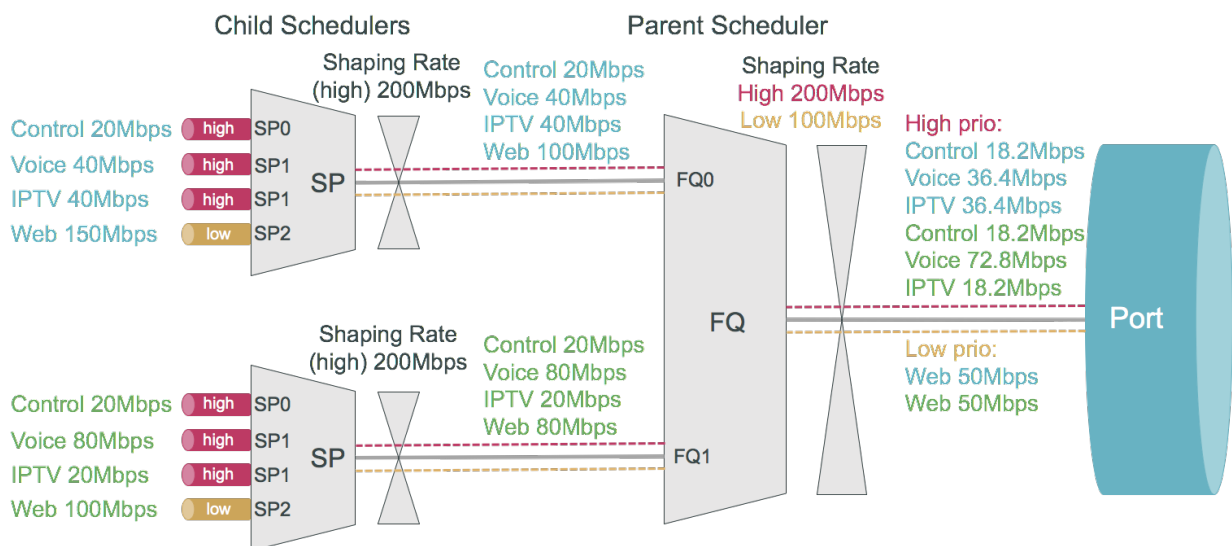 Child Schedulers
Parent Scheduler
Shaping Rate
(high) 200Mbps
Control 20Mbps
Voice 40Mbps
IPTV 40Mbps
Web 100Mbps
Shaping Rate
High 200Mbps
Low 100Mbps
Control 20Mbps
high
SP0
Voice 40Mbps
high
SP1
IPTV 40Mbps
high
SP1
Web 150Mbps
low
SP2
SP
FQ0
High prio:
Control 18.2Mbps
Voice 36.4Mbps
IPTV 36.4Mbps
Control 18.2Mbps
Voice 72.8Mbps
IPTV 18.2Mbps
FQ
Port
Low prio:
Web 50Mbps
Web 50Mbps
Shaping Rate
(high) 200Mbps
Control 20Mbps
Voice 80Mbps
IPTV 20Mbps
Web 80Mbps
Control 20Mbps
high
SP0
Voice 80Mbps
high
SP1
IPTV 20Mbps
high
SP1
Web 100Mbps
low
SP2
SP
FQ1